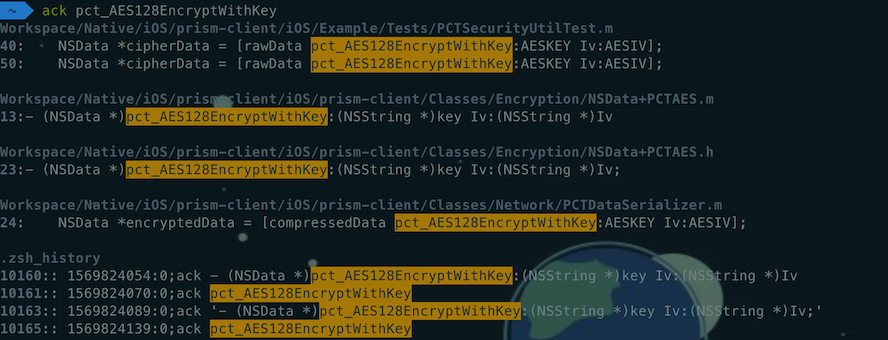 ~ ack pct_AES128EncryptWithKey
Workspace/Native/iOS/prism-client/iOS/Example/Tests/PCTSecurityUtilTest.m
40:    NSData *cipherData = [rawData pct_AES128EncryptWithKey:AESKEY Iv:AESIV];
50:    NSData *cipherData = [rawData pct_AES128EncryptWithKey:AESKEY Iv:AESIV];
Workspace/Native/iOS/prism-client/iOS/prism-client/Classes/Encryption/NSData+PCTAES.m
13:- (NSData *)pct_AES128EncryptWithKey:(NSString *)key Iv:(NSString *)Iv
Workspace/Native/iOS/prism-client/iOS/prism-client/Classes/Encryption/NSData+PCTAES.h
23:- (NSData *)pct_AES128EncryptWithKey:(NSString *)key Iv:(NSString *)Iv;
Workspace/Native/iOS/prism-client/iOS/prism-client/Classes/Network/PCTDataSerializer.m
24:    NSData *encryptedData = [compressedData pct_AES128EncryptWithKey:AESKEY Iv:AESIV];
.zsh_history
10160:: 1569824054:0;ack - (NSData *)pct_AES128EncryptWithKey:(NSString *)key Iv:(NSString *)Iv
10161:: 1569824070:0;ack pct_AES128EncryptWithKey
10163:: 1569824089:0;ack '- (NSData *)pct_AES128EncryptWithKey:(NSString *)key Iv:(NSString *)Iv;'
10165:: 1569824139:0;ack pct_AES128EncryptWithKey